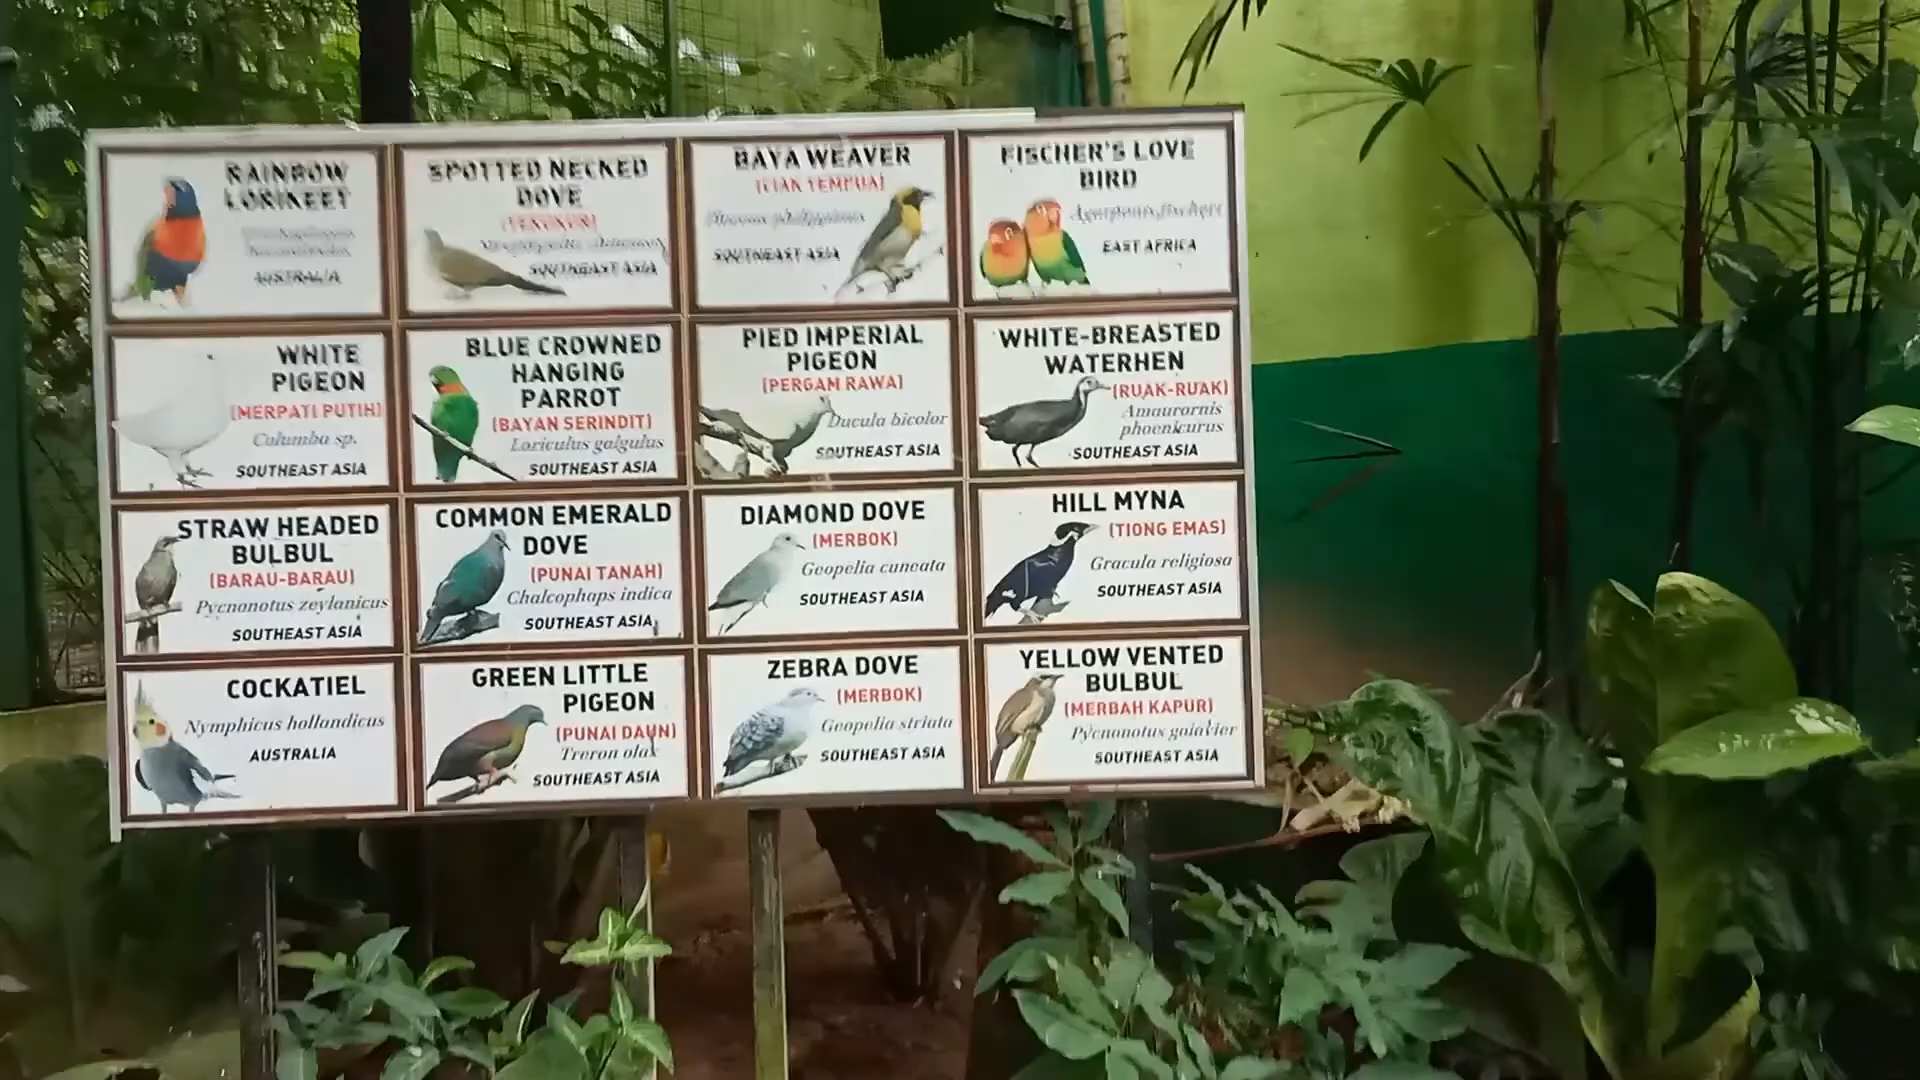 RAINBOW
LORIKEET
AUSTRALIA
SPOTTED NECKED
DOVE
SOUTHEAST ASIA
BAYA WEAVER
(CIAK TEMPUA)
SOUTHEAST ASIA
FISCHER'S LOVE
BIRD
Agapornis fischeri
EAST AFRICA
WHITE
PIGEON
(MERPATI PUTIH)
Columba sp.
SOUTHEAST ASIA
BLUE CROWNED
HANGING
PARROT
(BAYAN SERINDIT)
Loriculus galgulus
SOUTHEAST ASIA
PIED IMPERIAL
PIGEON
(PERGAM RAWA)
Ducula bicolor
SOUTHEAST ASIA
WHITE-BREASTED
WATERHEN
(RUAK-RUAK)
Amaurornis
phoenicurus
SOUTHEAST ASIA
STRAW HEADED
BULBUL
(BARAU-BARAU)
Pycnonotus zeylanicus
SOUTHEAST ASIA
COMMON EMERALD
DOVE
(PUNAI TANAH)
Chalcophaps indica
SOUTHEAST ASIA
DIAMOND DOVE
(MERBOK)
Geopelia cuneata
SOUTHEAST ASIA
HILL MYNA
(TIONG EMAS)
Gracula religiosa
SOUTHEAST ASIA
COCKATIEL
Nymphicus hollandicus
AUSTRALIA
GREEN LITTLE
PIGEON
(PUNAI DAUN)
Treron olax
SOUTHEAST ASIA
ZEBRA DOVE
(MERBOK)
Geopelia striata
SOUTHEAST ASIA
YELLOW VENTED
BULBUL
(MERBAH KAPUR)
Pycnonotus goiavier
SOUTHEAST ASIA